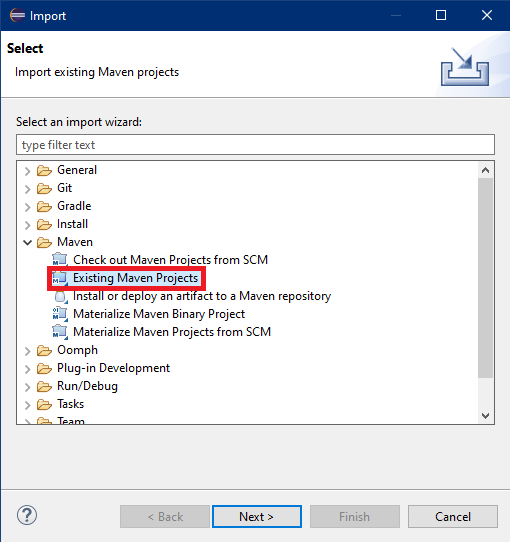 Import
Select
Import existing Maven projects
Select an import wizard:
type filter text
General
Git
Gradle
Install
Maven
Check out Maven Projects from SCM
Existing Maven Projects
Install or deploy an artifact to a Maven repository
Materialize Maven Binary Project
Materialize Maven Projects from SCM
Oomph
Plug-in Development
Run/Debug
Tasks
Team
? < Back Next > Finish Cancel